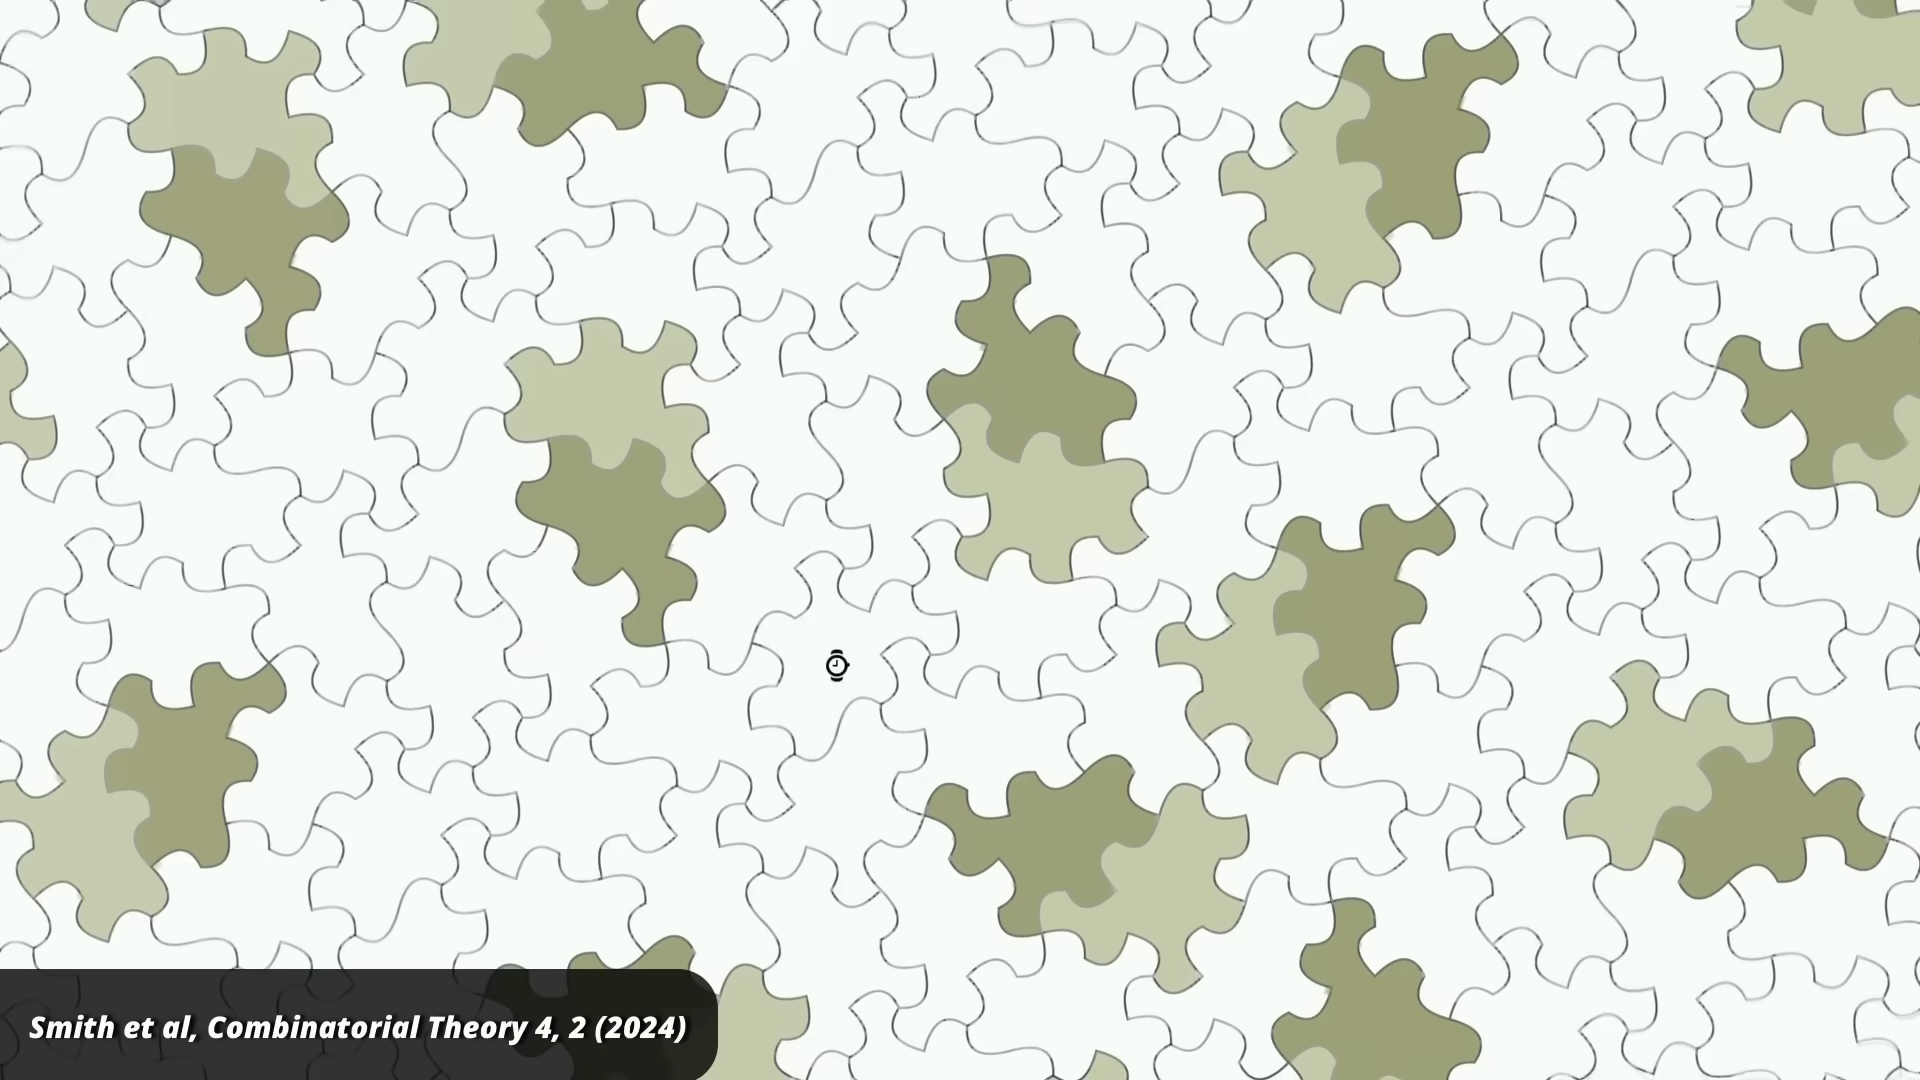 Smith et al, Combinatorial Theory 4, 2 (2024)